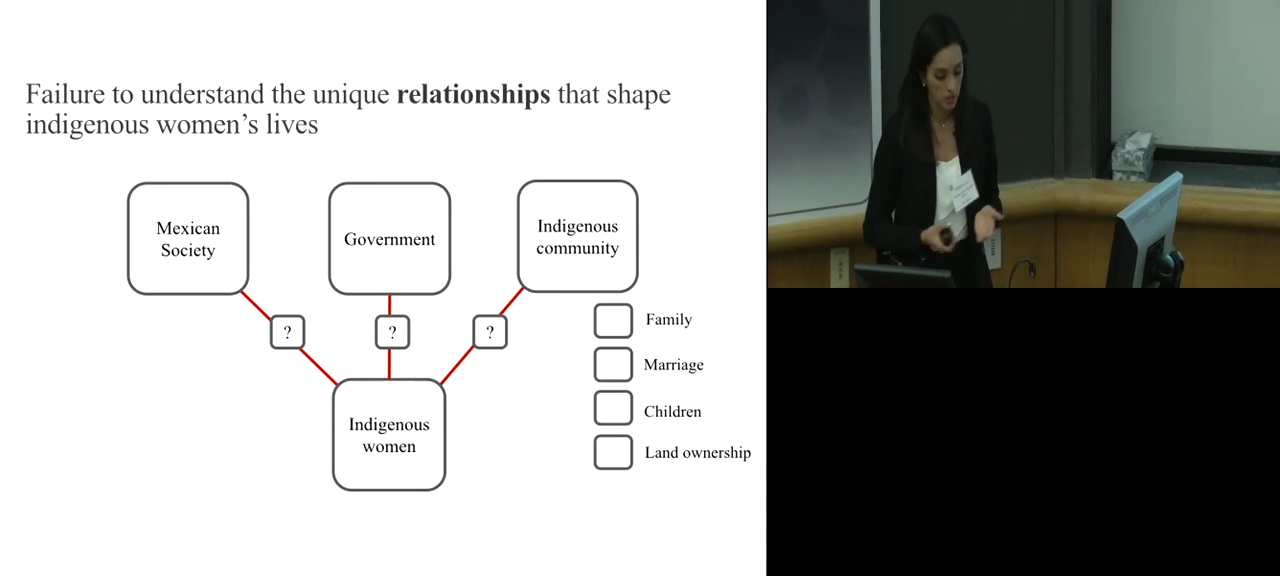 Failure to understand the unique relationships that shape
indigenous women's lives
Mexican
Society
Government
Indigenous
community
?
?
?
Family
Marriage
Children
Land ownership
Indigenous
women